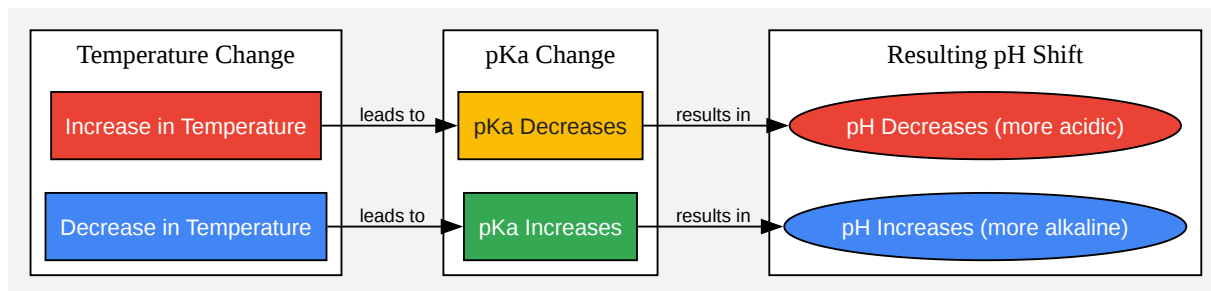 Temperature Change
pKa Change
Resulting pH Shift
Increase in Temperature
leads to
pKa Decreases
results in
pH Decreases (more acidic)
Decrease in Temperature
leads to
pKa Increases
results in
pH Increases (more alkaline)